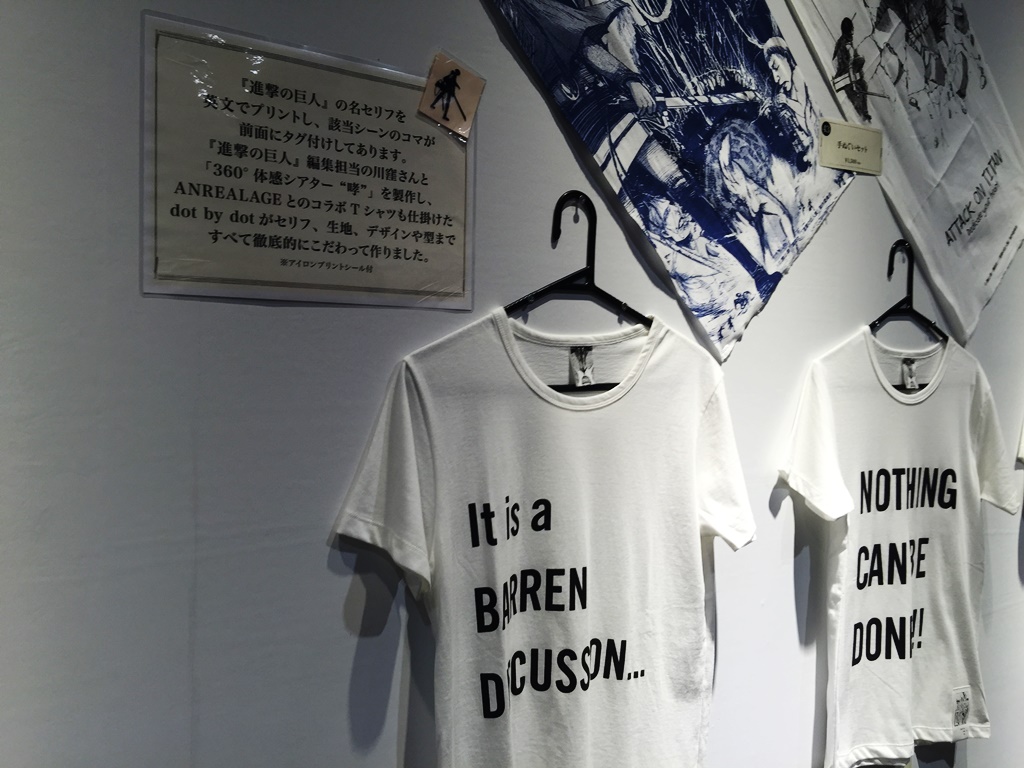 『進撃の巨人』の名セリフを
英文でプリントし、該当シーンのコマが
前面にタグ付けしてあります。
『進撃の巨人』編集担当の川窪さんと
「360°体感シアター“哮”」を製作し、
ANREALAGEとのコラボTシャツも仕掛けた
dot by dotがセリフ、生地、デザインや型まで
すべて徹底的にこだわって作りました。
※アイロンプリントシール付
手ぬぐいセット
ATTACK ON TITAN
It is a
BARREN
DISCUSSION...
NOTHING
CAN BE
DONE!!